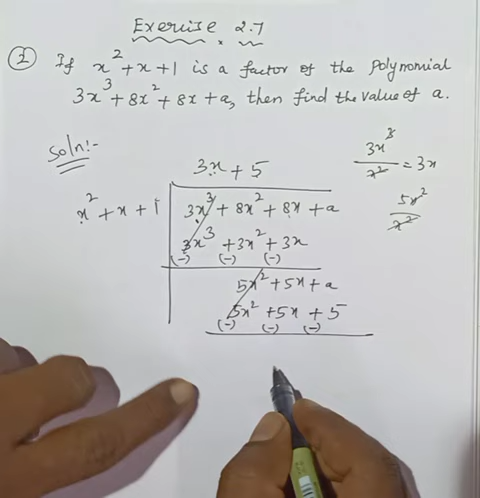 Exercise 2.7
② If x² + x + 1 is a factor of the polynomial
3x³ + 8x² + 8x + a, then find the value of a.
Soln:-
3x³/x² = 3x
3x + 5
5x²/x²
x² + x + 1 | 3x³ + 8x² + 8x + a
3x³ + 3x² + 3x
(-) (-) (-)
5x² + 5x + a
5x² + 5x + 5
(-) (-) (-)